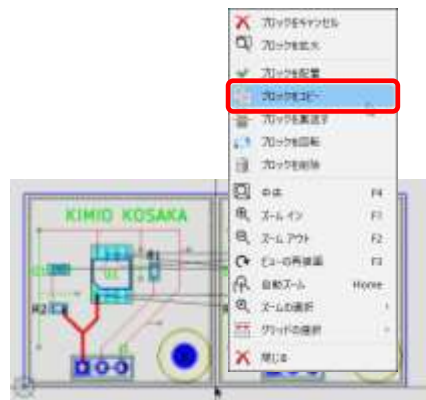 ブロックをキャンセル
ブロックを拡大
ブロックを配置
ブロックをコピー
ブロックを裏返す
ブロックを回転
ブロックを削除
中点 F4
ズーム イン F1
ズーム アウト F2
ビューの再描画 F3
自動ズーム Home
ズームの選択
グリッドの選択
閉じる
KIMIO KOSAKA
R1
U1
R2